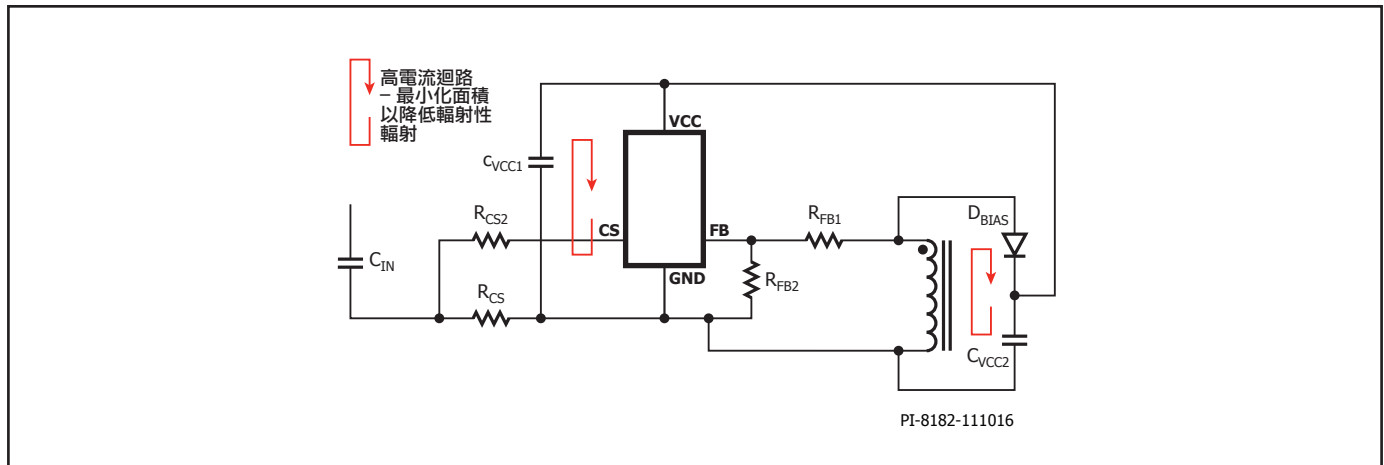 高電流迴路
– 最小化面積
以降低輻射性
輻射
VCC
cVCC1
RCS2
CS
FB
RFB1
DBIAS
CIN
GND
RFB2
RCS
CVCC2
PI-8182-111016